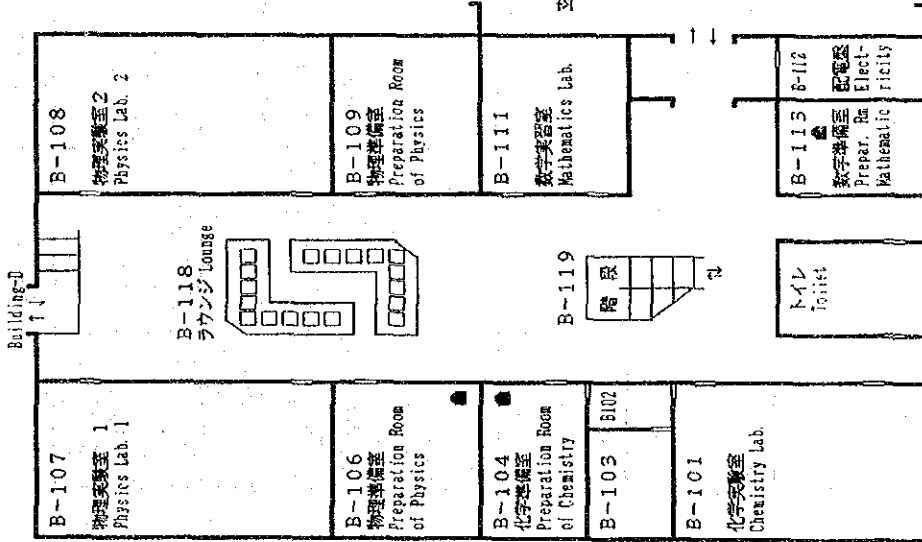 Building-D
↑↓
B-107
物理実験室 1
Physics Lab. 1
B-106
物理準備室
Preparation Room
of Physics
B-104
化学準備室
Preparation Room
of Chemistry
B-103
B102
B-101
化学実験室
Chemistry Lab.
B-118
ラウンジ Lounge
B-119
階 段
トイレ
Toilet
B-108
物理実験室2
Physics Lab. 2
B-109
物理準備室
Preparation Room
of Physics
B-111
数学実習室
Mathematics Lab.
↑
↓
B-113
数学準備室
Prepar. Rm
Mathematic
B-112
配電盤
Elect-
ricity